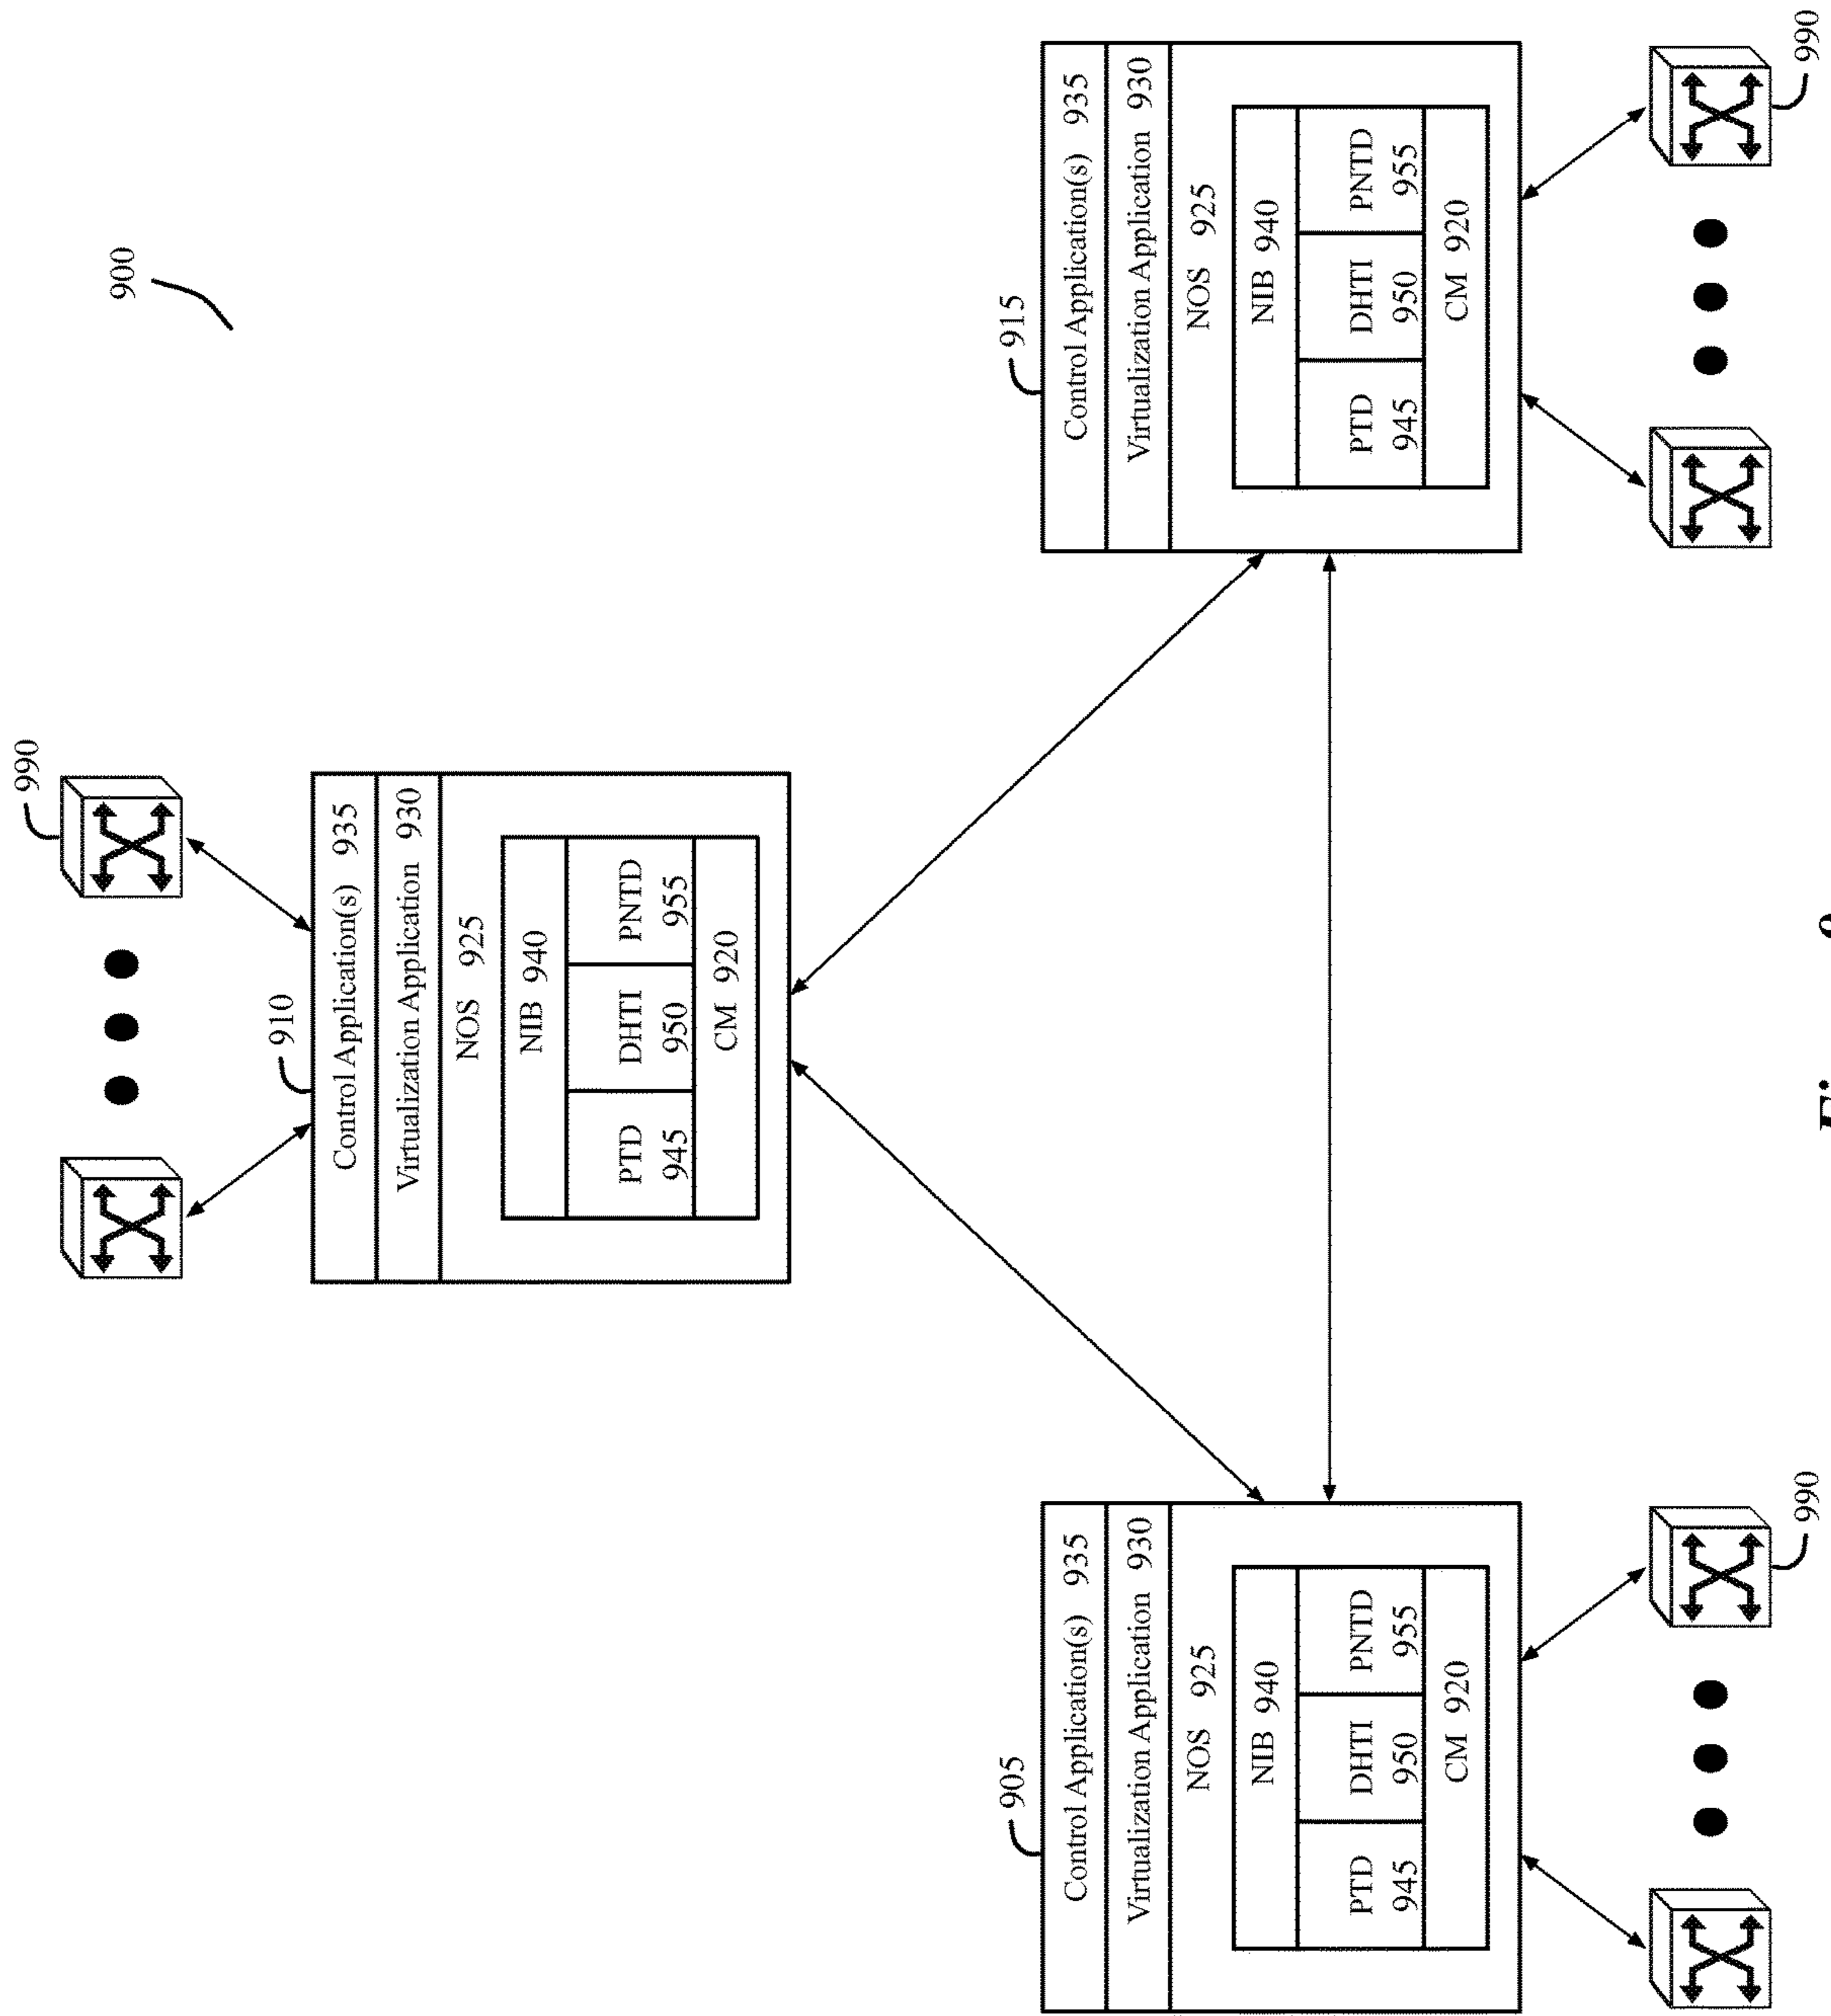 900
990
910
Control Application(s) 935
Virtualization Application 930
NOS 925
NIB 940
PTD 945
DHTI 950
PNTD 955
CM 920
905
Control Application(s) 935
Virtualization Application 930
NOS 925
NIB 940
PTD 945
DHTI 950
PNTD 955
CM 920
990
915
Control Application(s) 935
Virtualization Application 930
NOS 925
NIB 940
PTD 945
DHTI 950
PNTD 955
CM 920
990